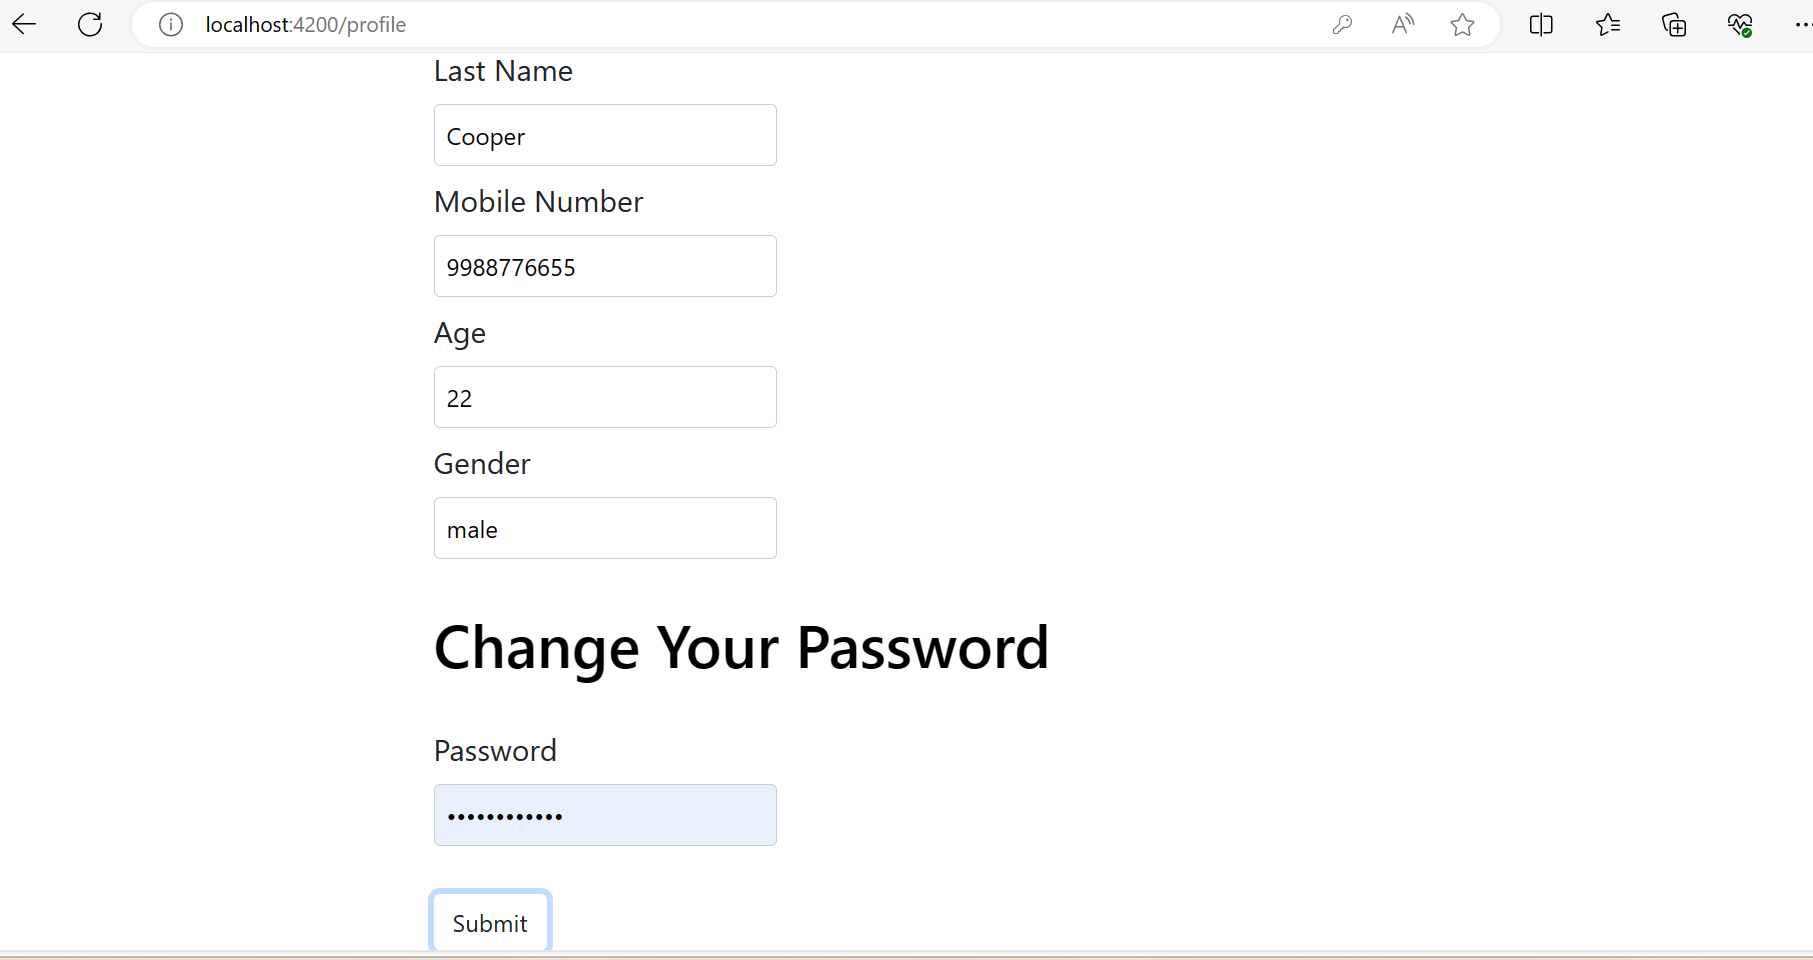 localhost:4200/profile
Last Name
Cooper
Mobile Number
9988776655
Age
22
Gender
male
Change Your Password
Password
••••••••••••
Submit